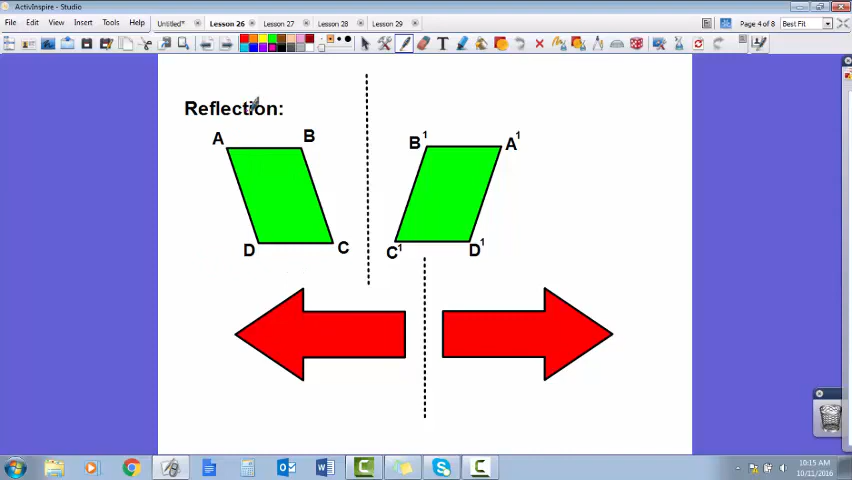 ActivInspire - Studio
File Edit View Insert Tools Help Untitled* Lesson 26 Lesson 27 Lesson 28 Lesson 29 Page 4 of 8 Best Fit
Reflection:
A B B¹ A¹
D C C¹ D¹
10:15 AM
10/11/2016